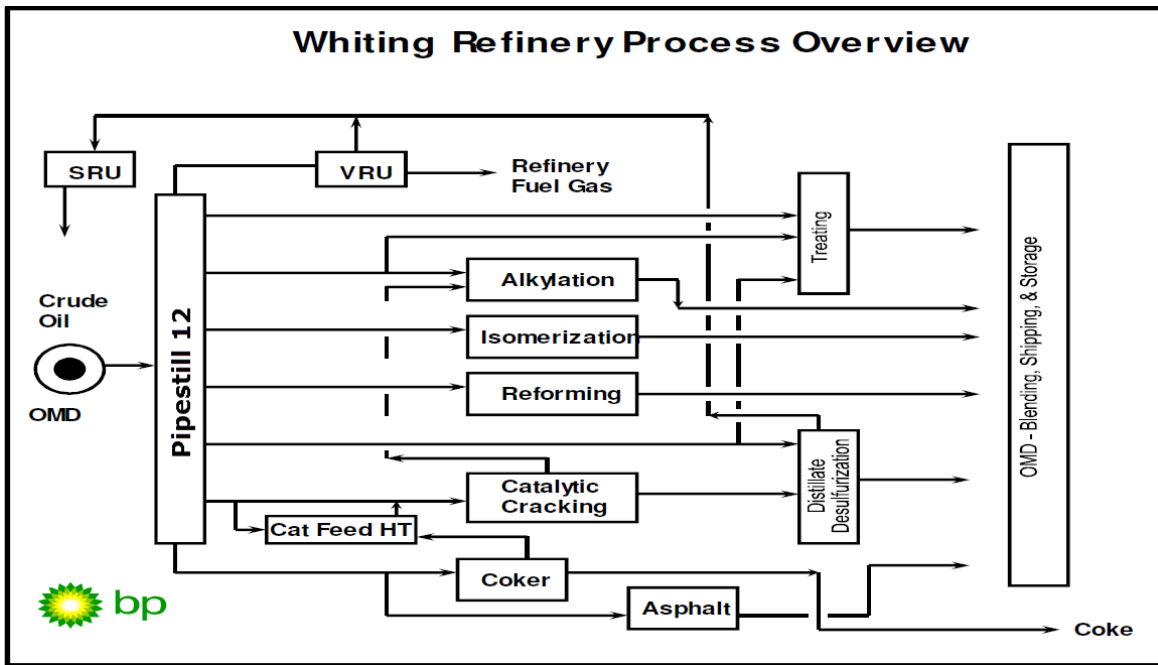 Whiting Refinery Process Overview
SRU
VRU
Refinery
Fuel Gas
Treating
Alkylation
Crude
Oil
Isomerization
Pipestill 12
Reforming
OMD
OMD - Blending, Shipping, & Storage
Catalytic
Cracking
Distillate
Desulfurization
Cat Feed HT
Coker
bp
Asphalt
Coke